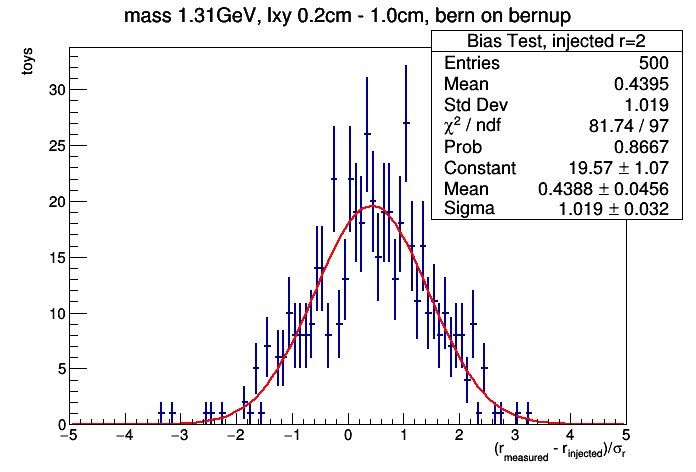 mass 1.31GeV, lxy 0.2cm - 1.0cm, bern on bernup
Bias Test, injected r=2
Entries 500
Mean 0.4395
Std Dev 1.019
χ² / ndf 81.74 / 97
Prob 0.8667
Constant 19.57 ± 1.07
Mean 0.4388 ± 0.0456
Sigma 1.019 ± 0.032
toys
30
25
20
15
10
5
0
−5 −4 −3 −2 −1 0 1 2 3 4 5
(r_measured - r_injected)/σ_r